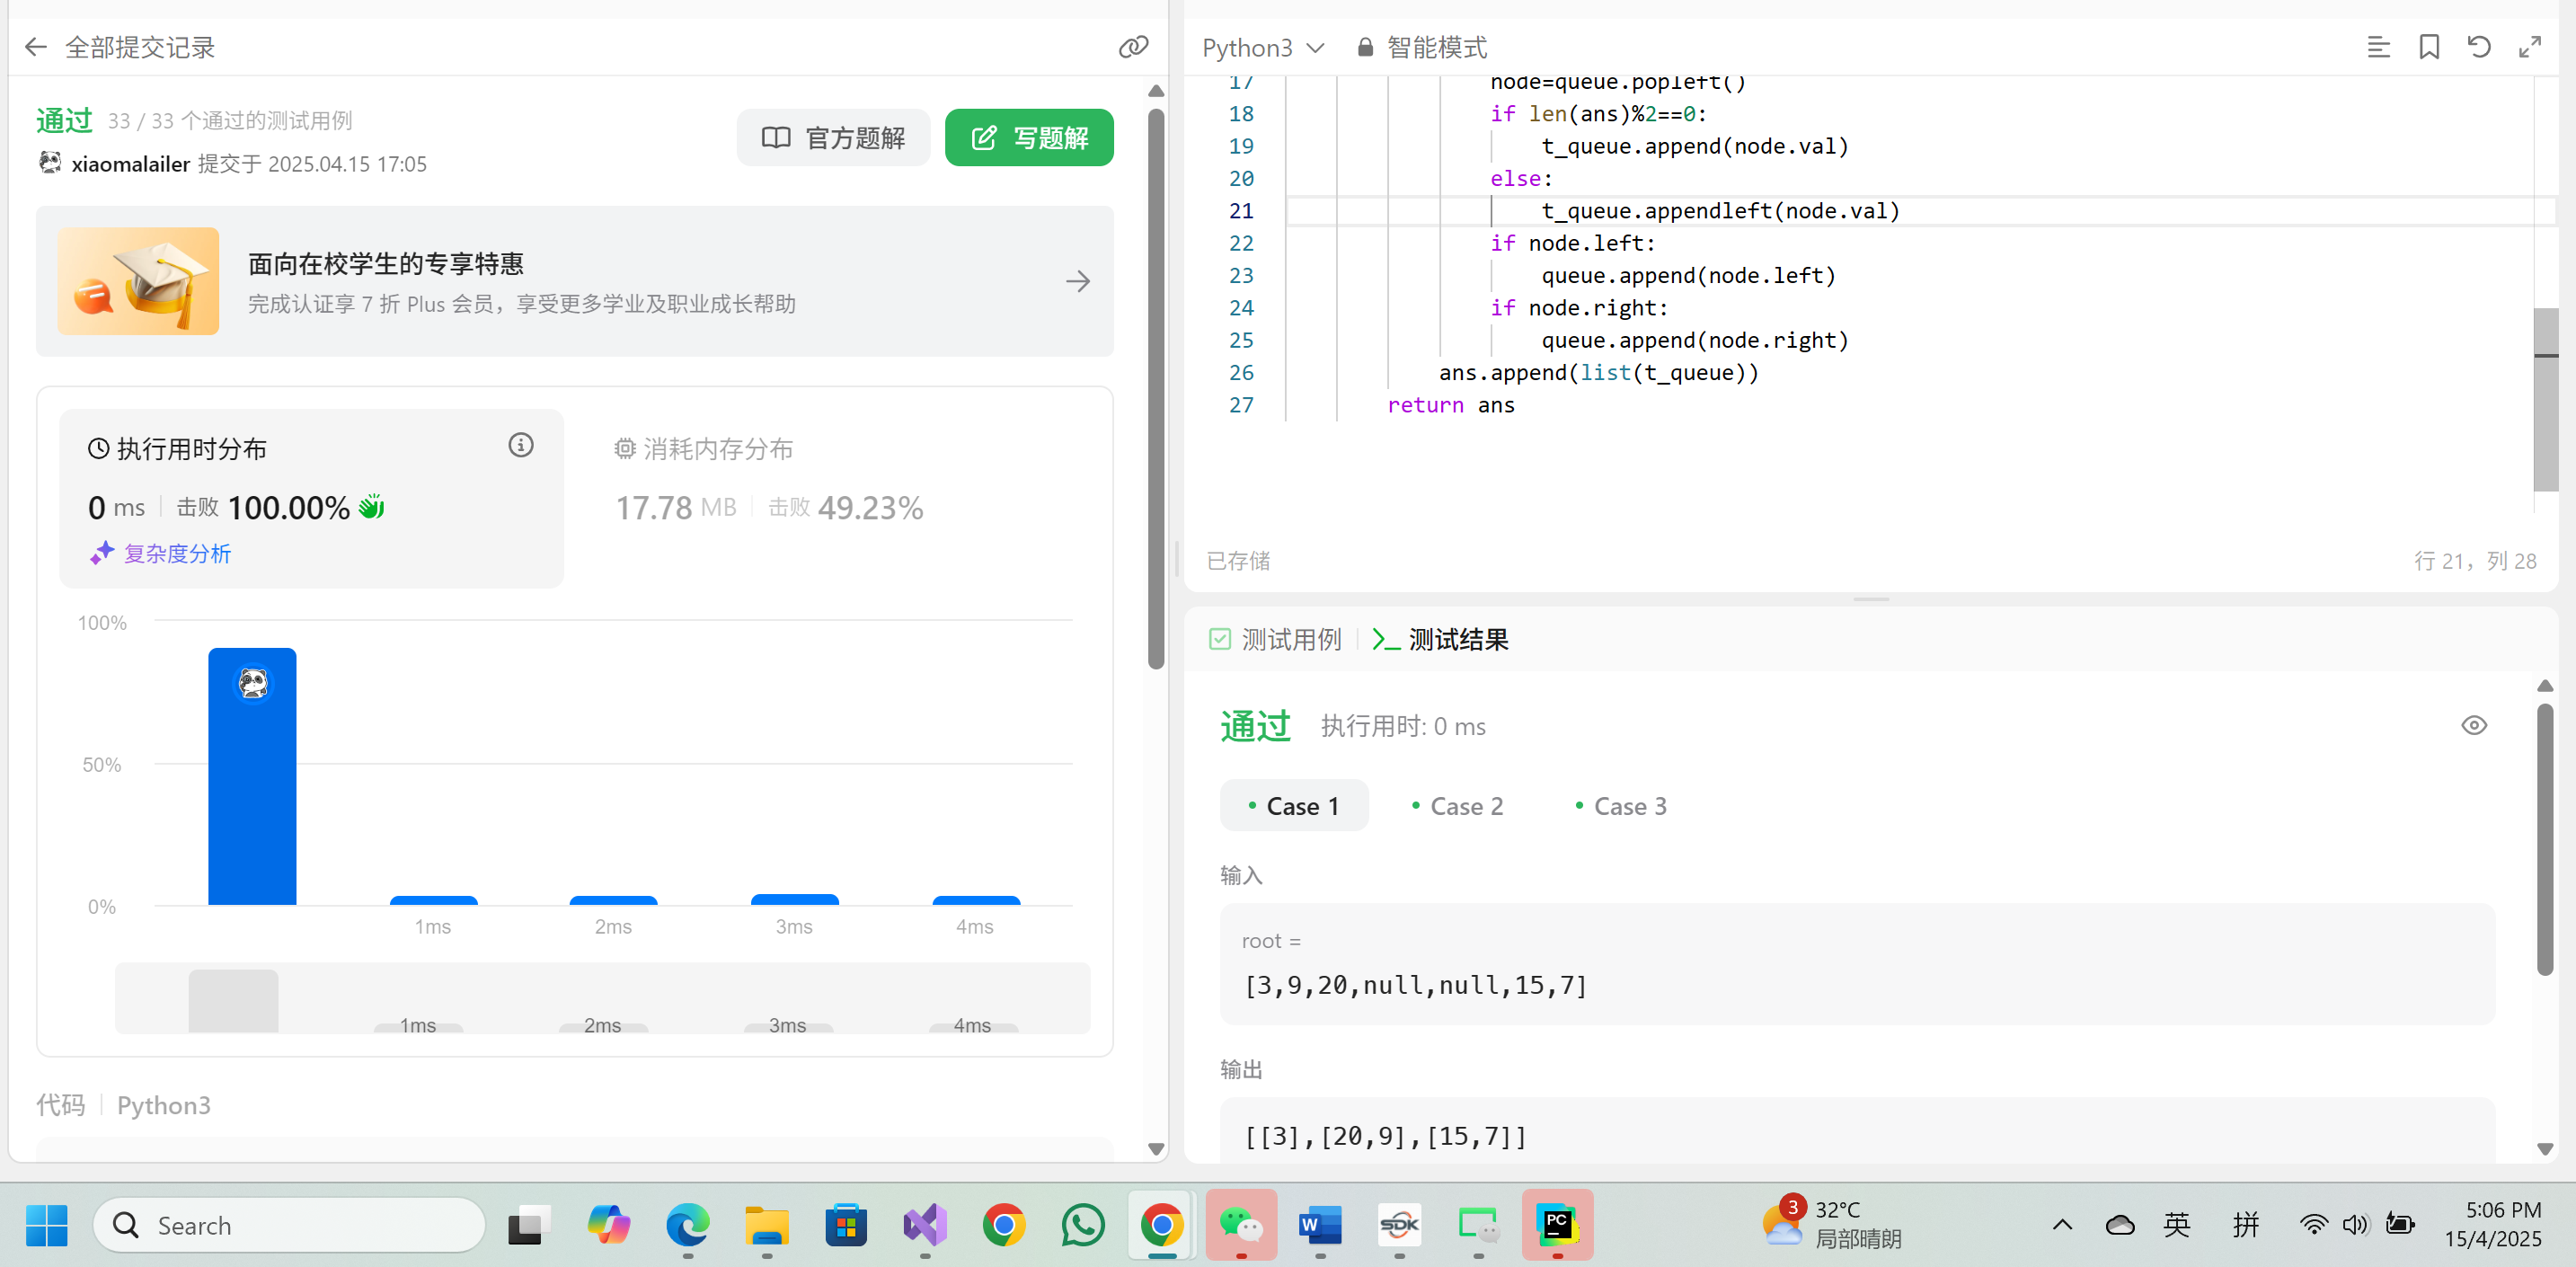 全部提交记录
通过 33 / 33 个通过的测试用例
xiaomalailer 提交于 2025.04.15 17:05
官方题解
写题解
面向在校学生的专享特惠
完成认证享 7 折 Plus 会员，享受更多学业及职业成长帮助
执行用时分布
0 ms 击败 100.00%
复杂度分析
消耗内存分布
17.78 MB 击败 49.23%
100%
50%
0%
1ms 2ms 3ms 4ms
1ms 2ms 3ms 4ms
代码 Python3
Python3 智能模式
17 node=queue.popleft()
18 if len(ans)%2==0:
19 t_queue.append(node.val)
20 else:
21 t_queue.appendleft(node.val)
22 if node.left:
23 queue.append(node.left)
24 if node.right:
25 queue.append(node.right)
26 ans.append(list(t_queue))
27 return ans
已存储 行 21，列 28
测试用例 测试结果
通过 执行用时: 0 ms
Case 1 Case 2 Case 3
输入
root =
[3,9,20,null,null,15,7]
输出
[[3],[20,9],[15,7]]
Search
W
SDK
PC
3
32°C
局部晴朗
英 拼
5:06 PM
15/4/2025